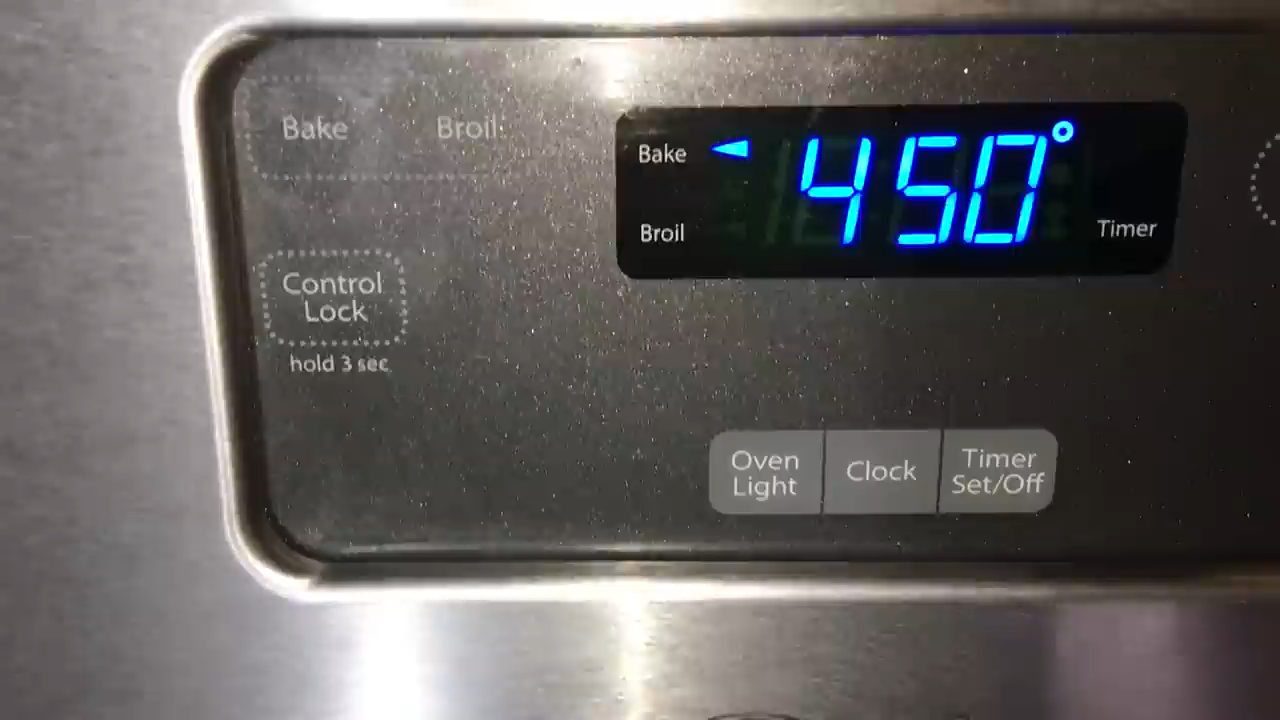 Bake Broil
Bake 450°
Broil Timer
Control
Lock
hold 3 sec
Oven
Light
Clock
Timer
Set/Off